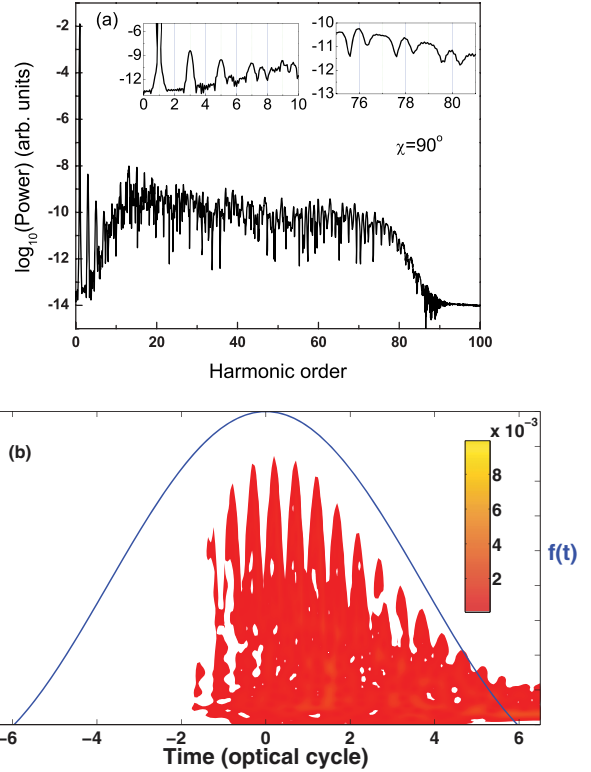 (a)
-2
-4
-6
-8
-10
-12
-14
0 20 40 60 80 100
-6
-9
-12
0 2 4 6 8 10
-10
-11
-12
-13
76 78 80
χ=90°
log10(Power) (arb. units)
Harmonic order
(b)
x 10⁻³
8
6
4
2
f(t)
-6 -4 -2 0 2 4 6
Time (optical cycle)